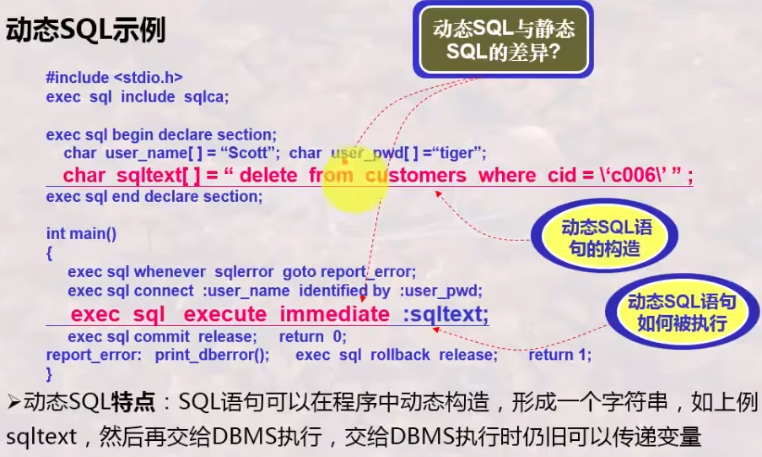 动态SQL示例
动态SQL与静态
SQL的差异?
#include <stdio.h>
exec sql include sqlca;
exec sql begin declare section;
char user_name[ ] = “Scott”; char user_pwd[ ] =“tiger”;
char sqltext[ ] = “ delete from customers where cid = \‘c006\’ ” ;
exec sql end declare section;
动态SQL语
句的构造
int main()
{
exec sql whenever sqlerror goto report_error;
exec sql connect :user_name identified by :user_pwd;
exec sql execute immediate :sqltext;
动态SQL语句
如何被执行
exec sql commit release; return 0;
report_error: print_dberror(); exec sql rollback release; return 1;
}
➢动态SQL特点：SQL语句可以在程序中动态构造，形成一个字符串，如上例
sqltext，然后再交给DBMS执行，交给DBMS执行时仍旧可以传递变量